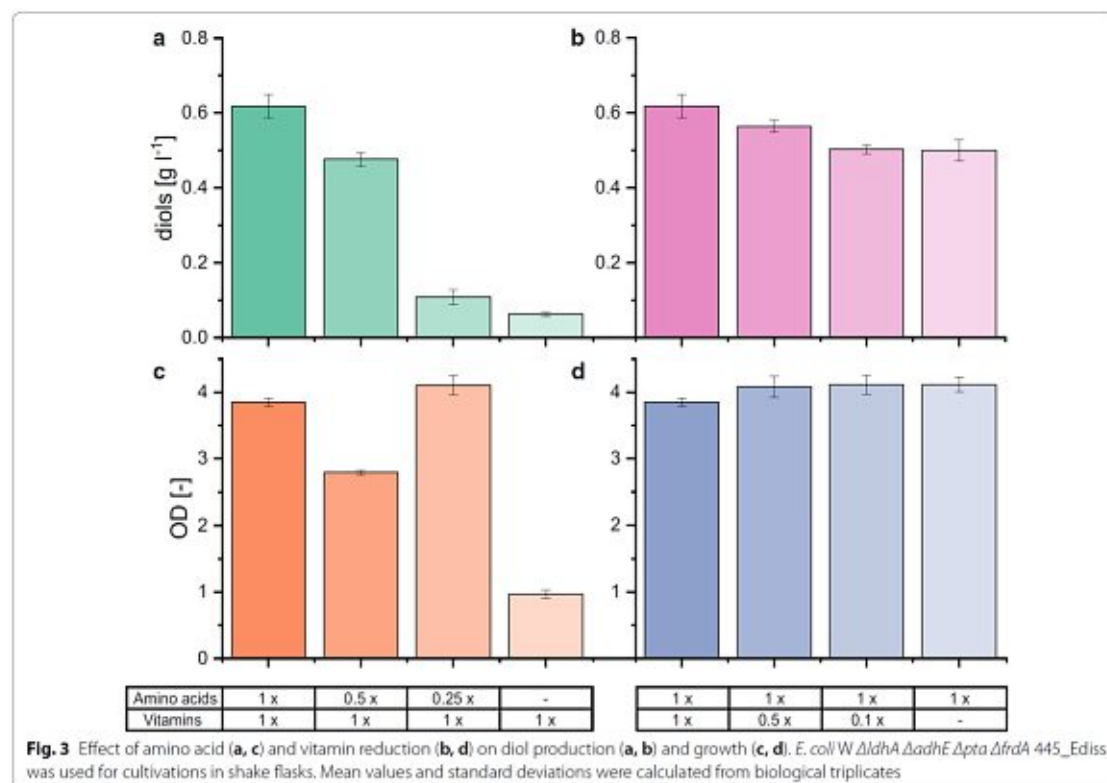 a
b
0.8
0.6
0.4
0.2
0.0
diols [g l⁻¹]
0.8
0.6
0.4
0.2
c
d
4
3
2
1
0
OD [-]
4
3
2
1
0
Amino acids 1 x 0.5 x 0.25 x - 1 x 1 x 1 x 1 x
Vitamins 1 x 1 x 1 x 1 x 1 x 0.5 x 0.1 x -
Fig. 3 Effect of amino acid (a, c) and vitamin reduction (b, d) on diol production (a, b) and growth (c, d). E. coli W ΔldhA ΔadhE Δpta ΔfrdA 445_Ediss
was used for cultivations in shake flasks. Mean values and standard deviations were calculated from biological triplicates